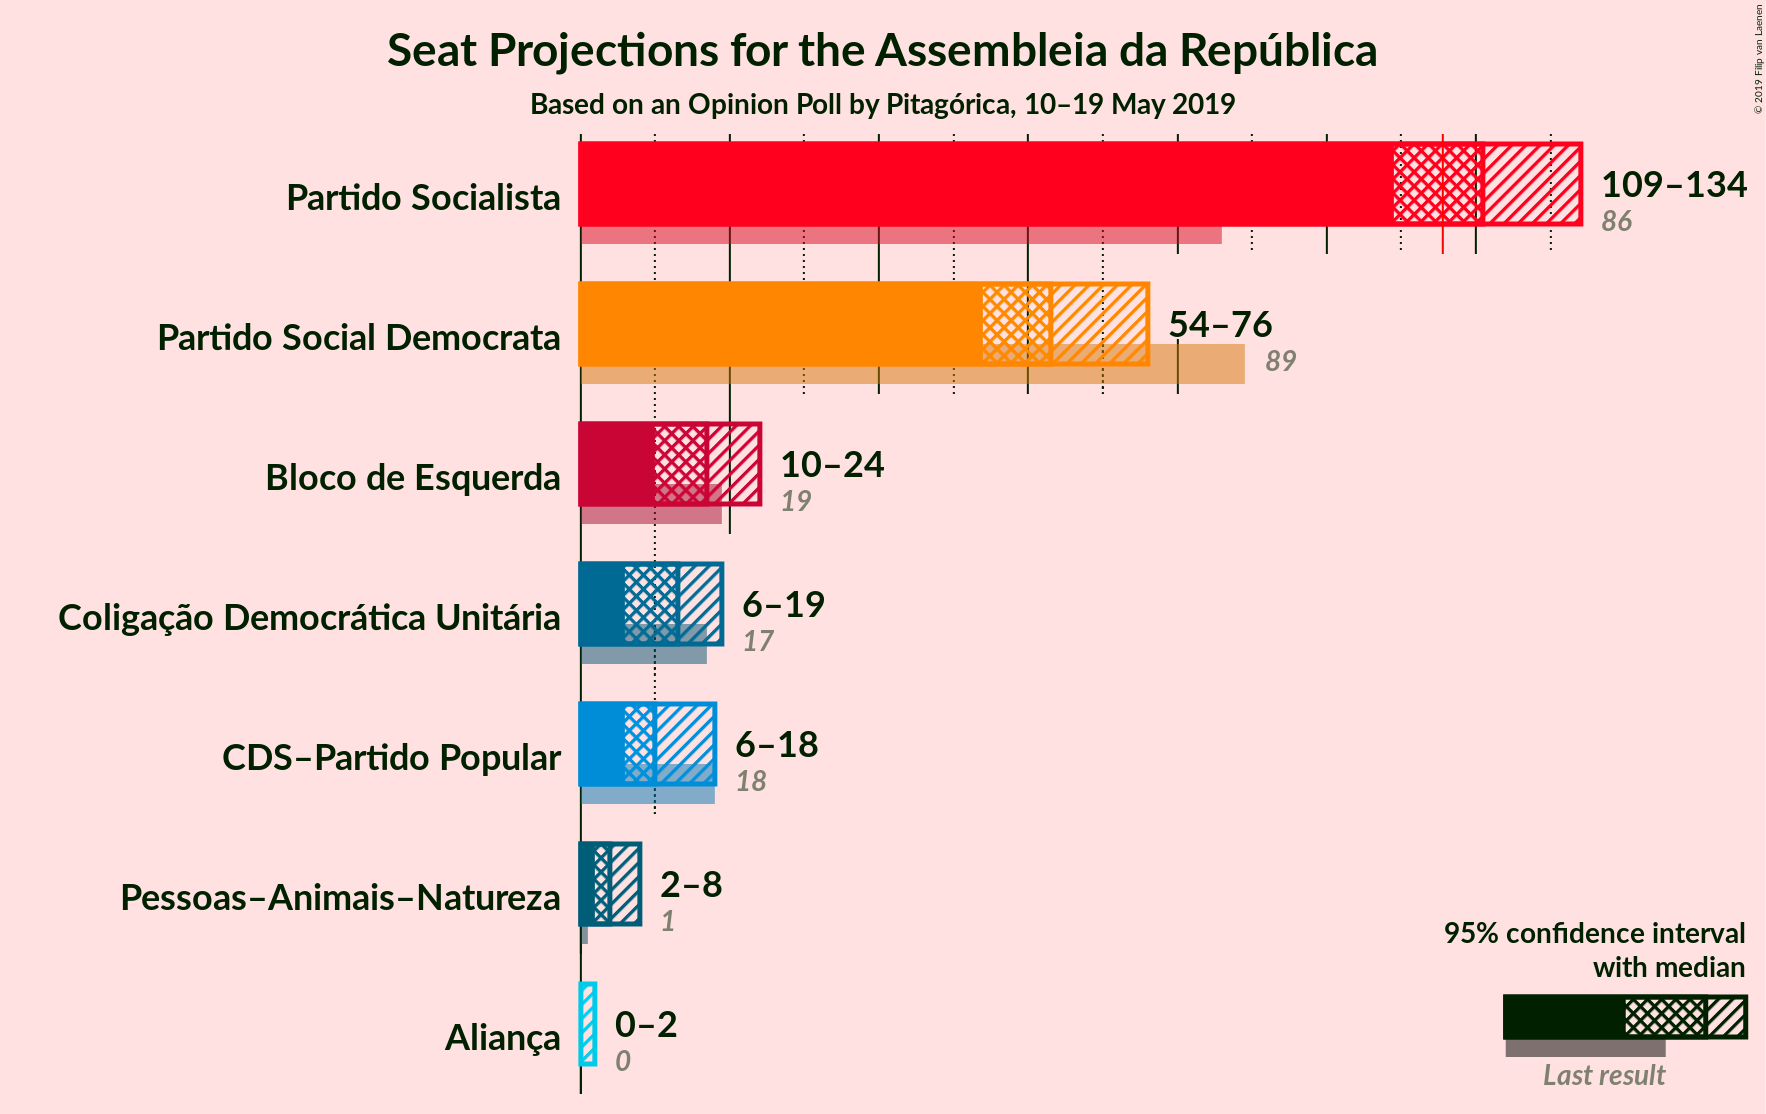 Seat Projections for the Assembleia da República
Based on an Opinion Poll by Pitagórica, 10–19 May 2019
© 2019 Filip van Laenen
Partido Socialista
109–134
86
Partido Social Democrata
54–76
89
Bloco de Esquerda
10–24
19
Coligação Democrática Unitária
6–19
17
CDS–Partido Popular
6–18
18
Pessoas–Animais–Natureza
2–8
1
Aliança
0–2
0
95% confidence interval
with median
Last result